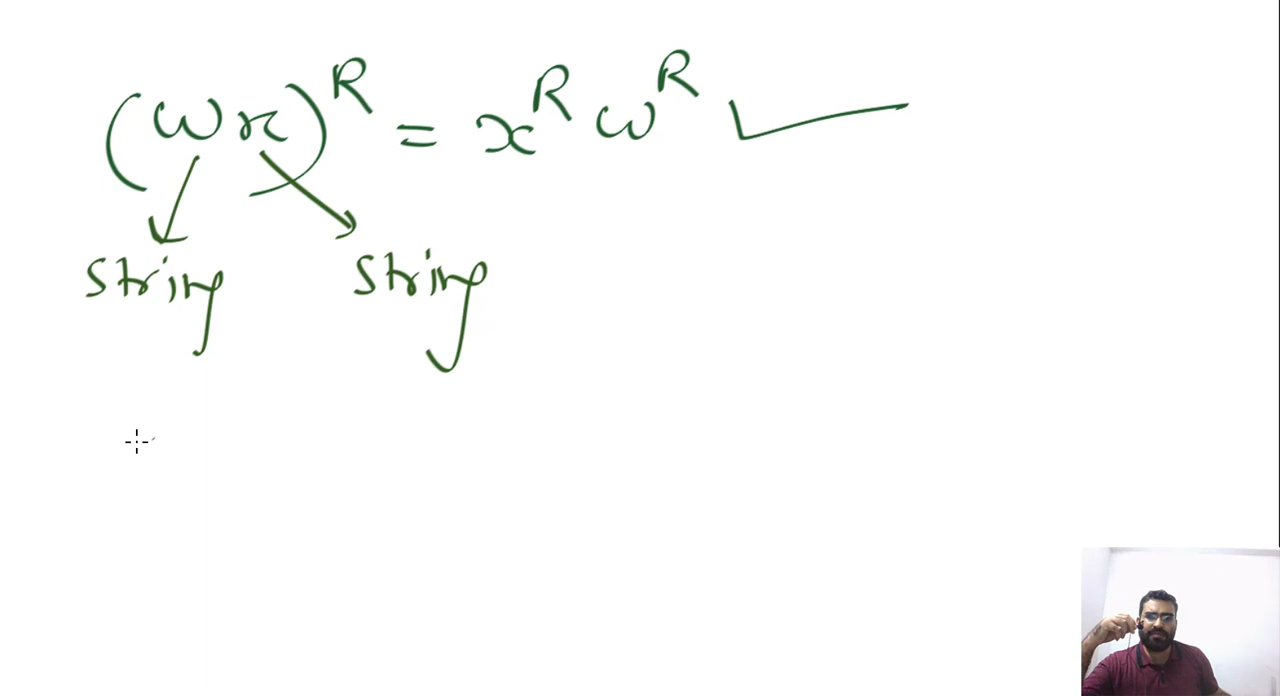 (wx)^R = x^R w^R ✓
String String